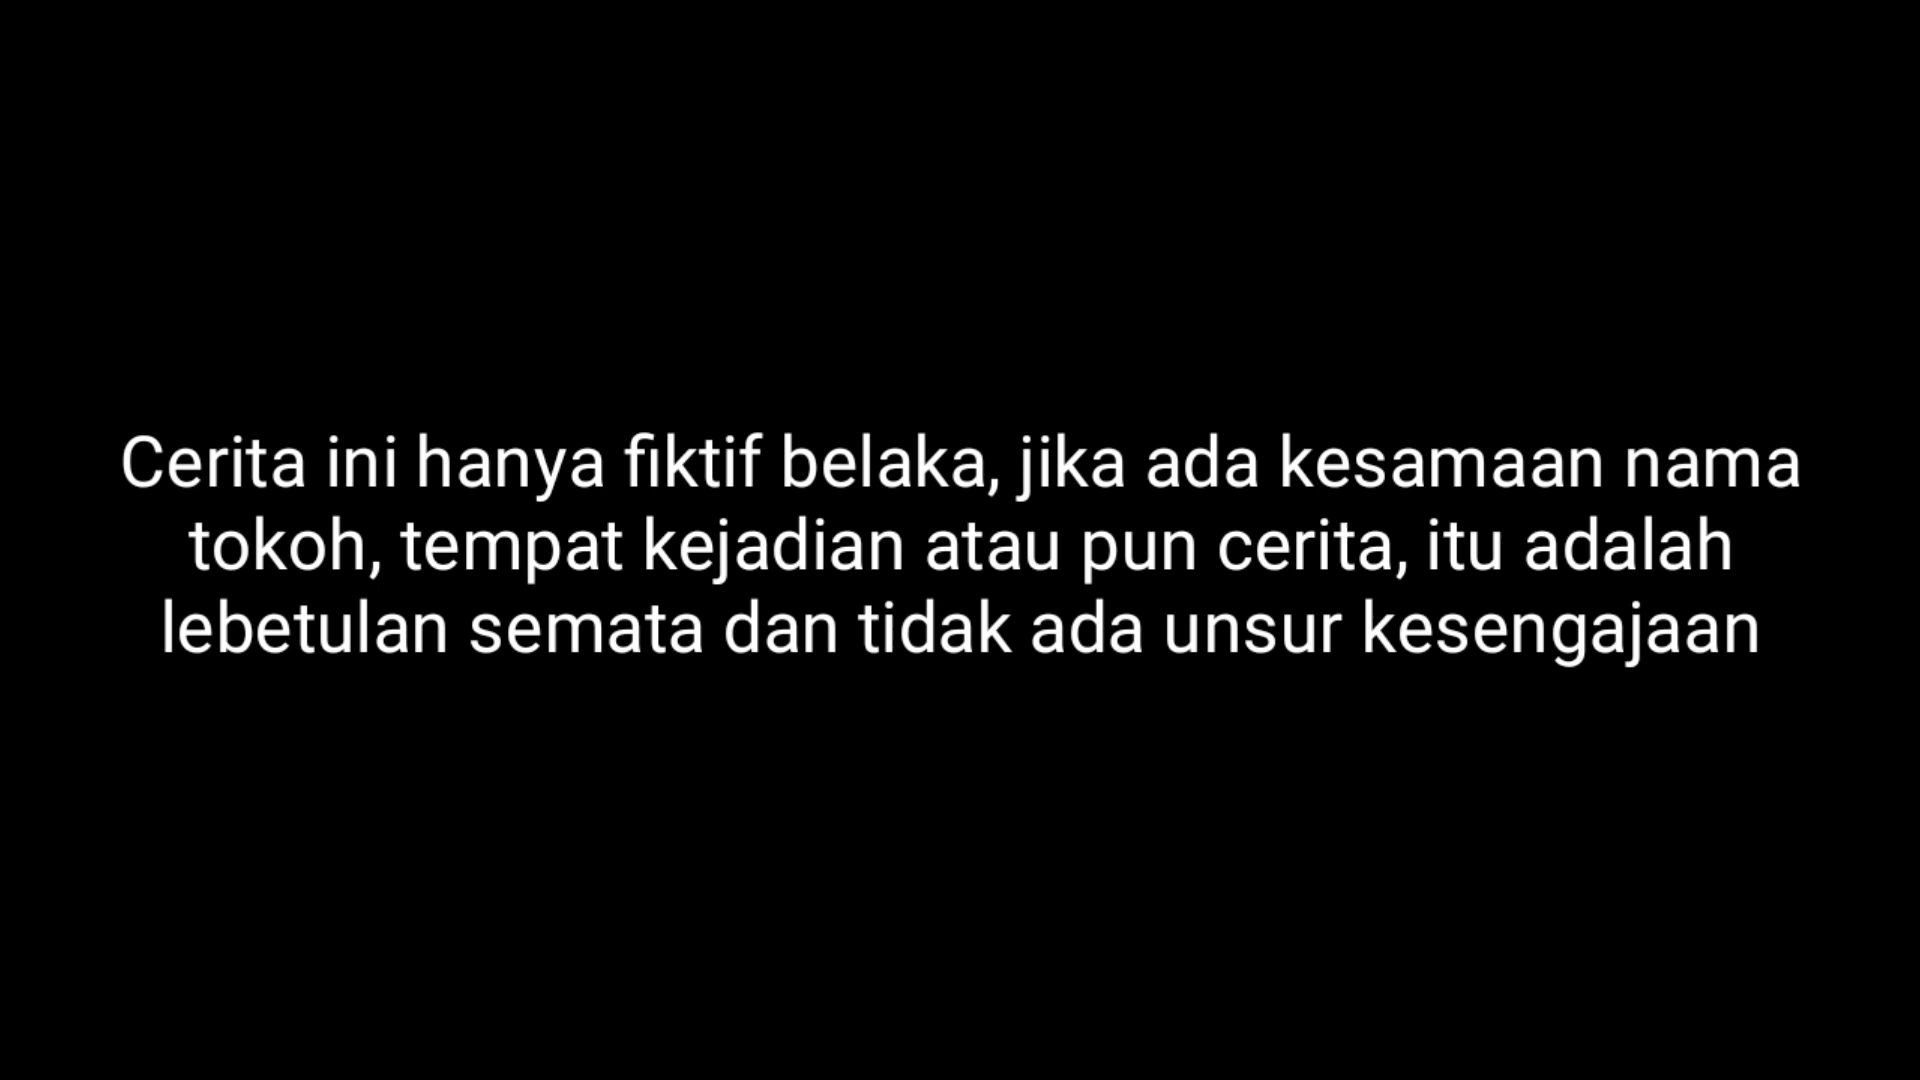 Cerita ini hanya fiktif belaka, jika ada kesamaan nama
tokoh, tempat kejadian atau pun cerita, itu adalah
lebetulan semata dan tidak ada unsur kesengajaan